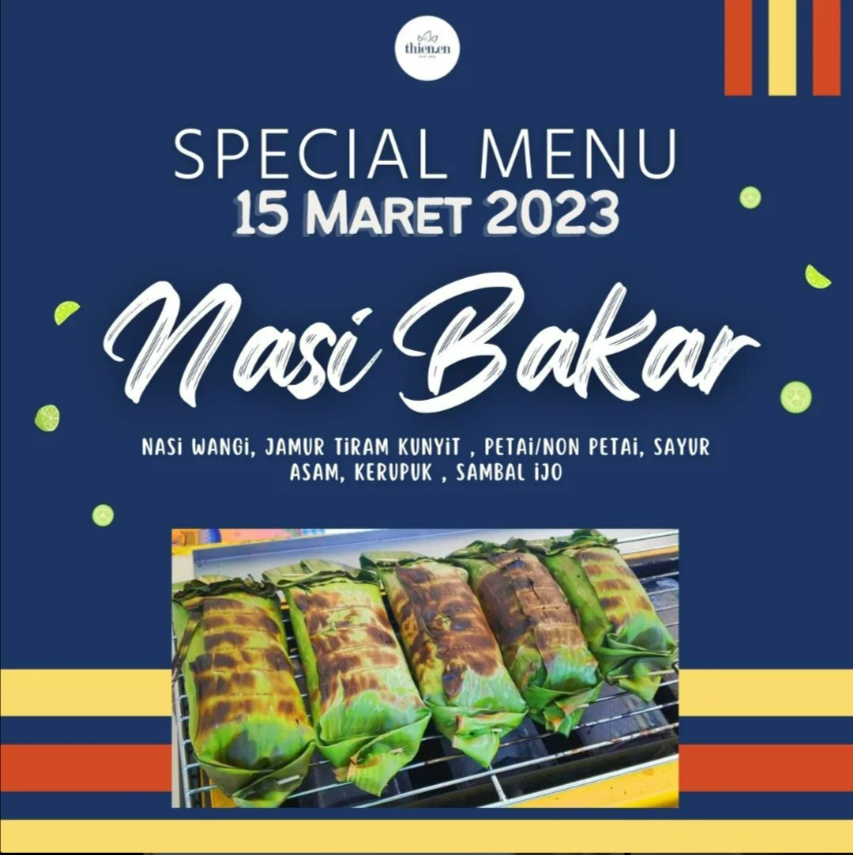 thien.en
SPECIAL MENU
15 MARET 2023
Nasi Bakar
NASI WANGI, JAMUR TIRAM KUNYIT , PETAI/NON PETAI, SAYUR
ASAM, KERUPUK , SAMBAL IJO